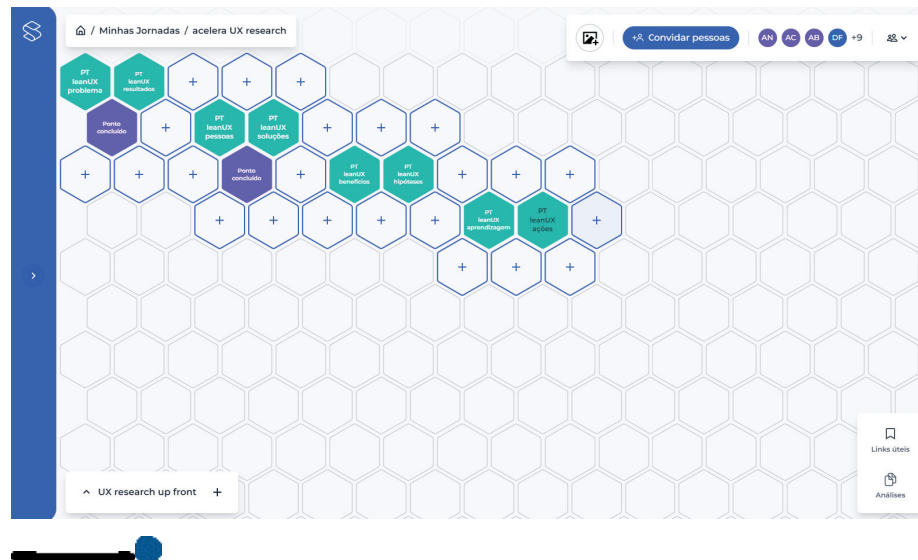 / Minhas Jornadas / acelera UX research
Convidar pessoas
AN AC AB DF +9
PT
leanUX
problema
PT
leanUX
resultados
+ + +
Ponto
concluído
+
PT
leanUX
pessoas
PT
leanUX
soluções
+ + +
+ + +
Ponto
concluído
+
PT
leanUX
benefícios
PT
leanUX
hipóteses
+ + +
+ + + + +
PT
leanUX
aprendizagem
PT
leanUX
ações
+
+ + +
Links úteis
UX research up front +
Análises